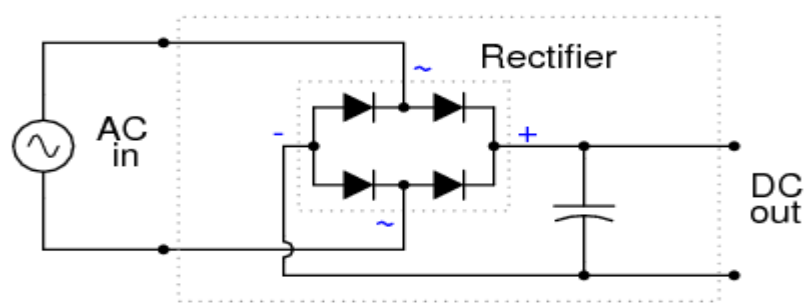 Rectifier
~
AC
in
-
+
~
DC
out